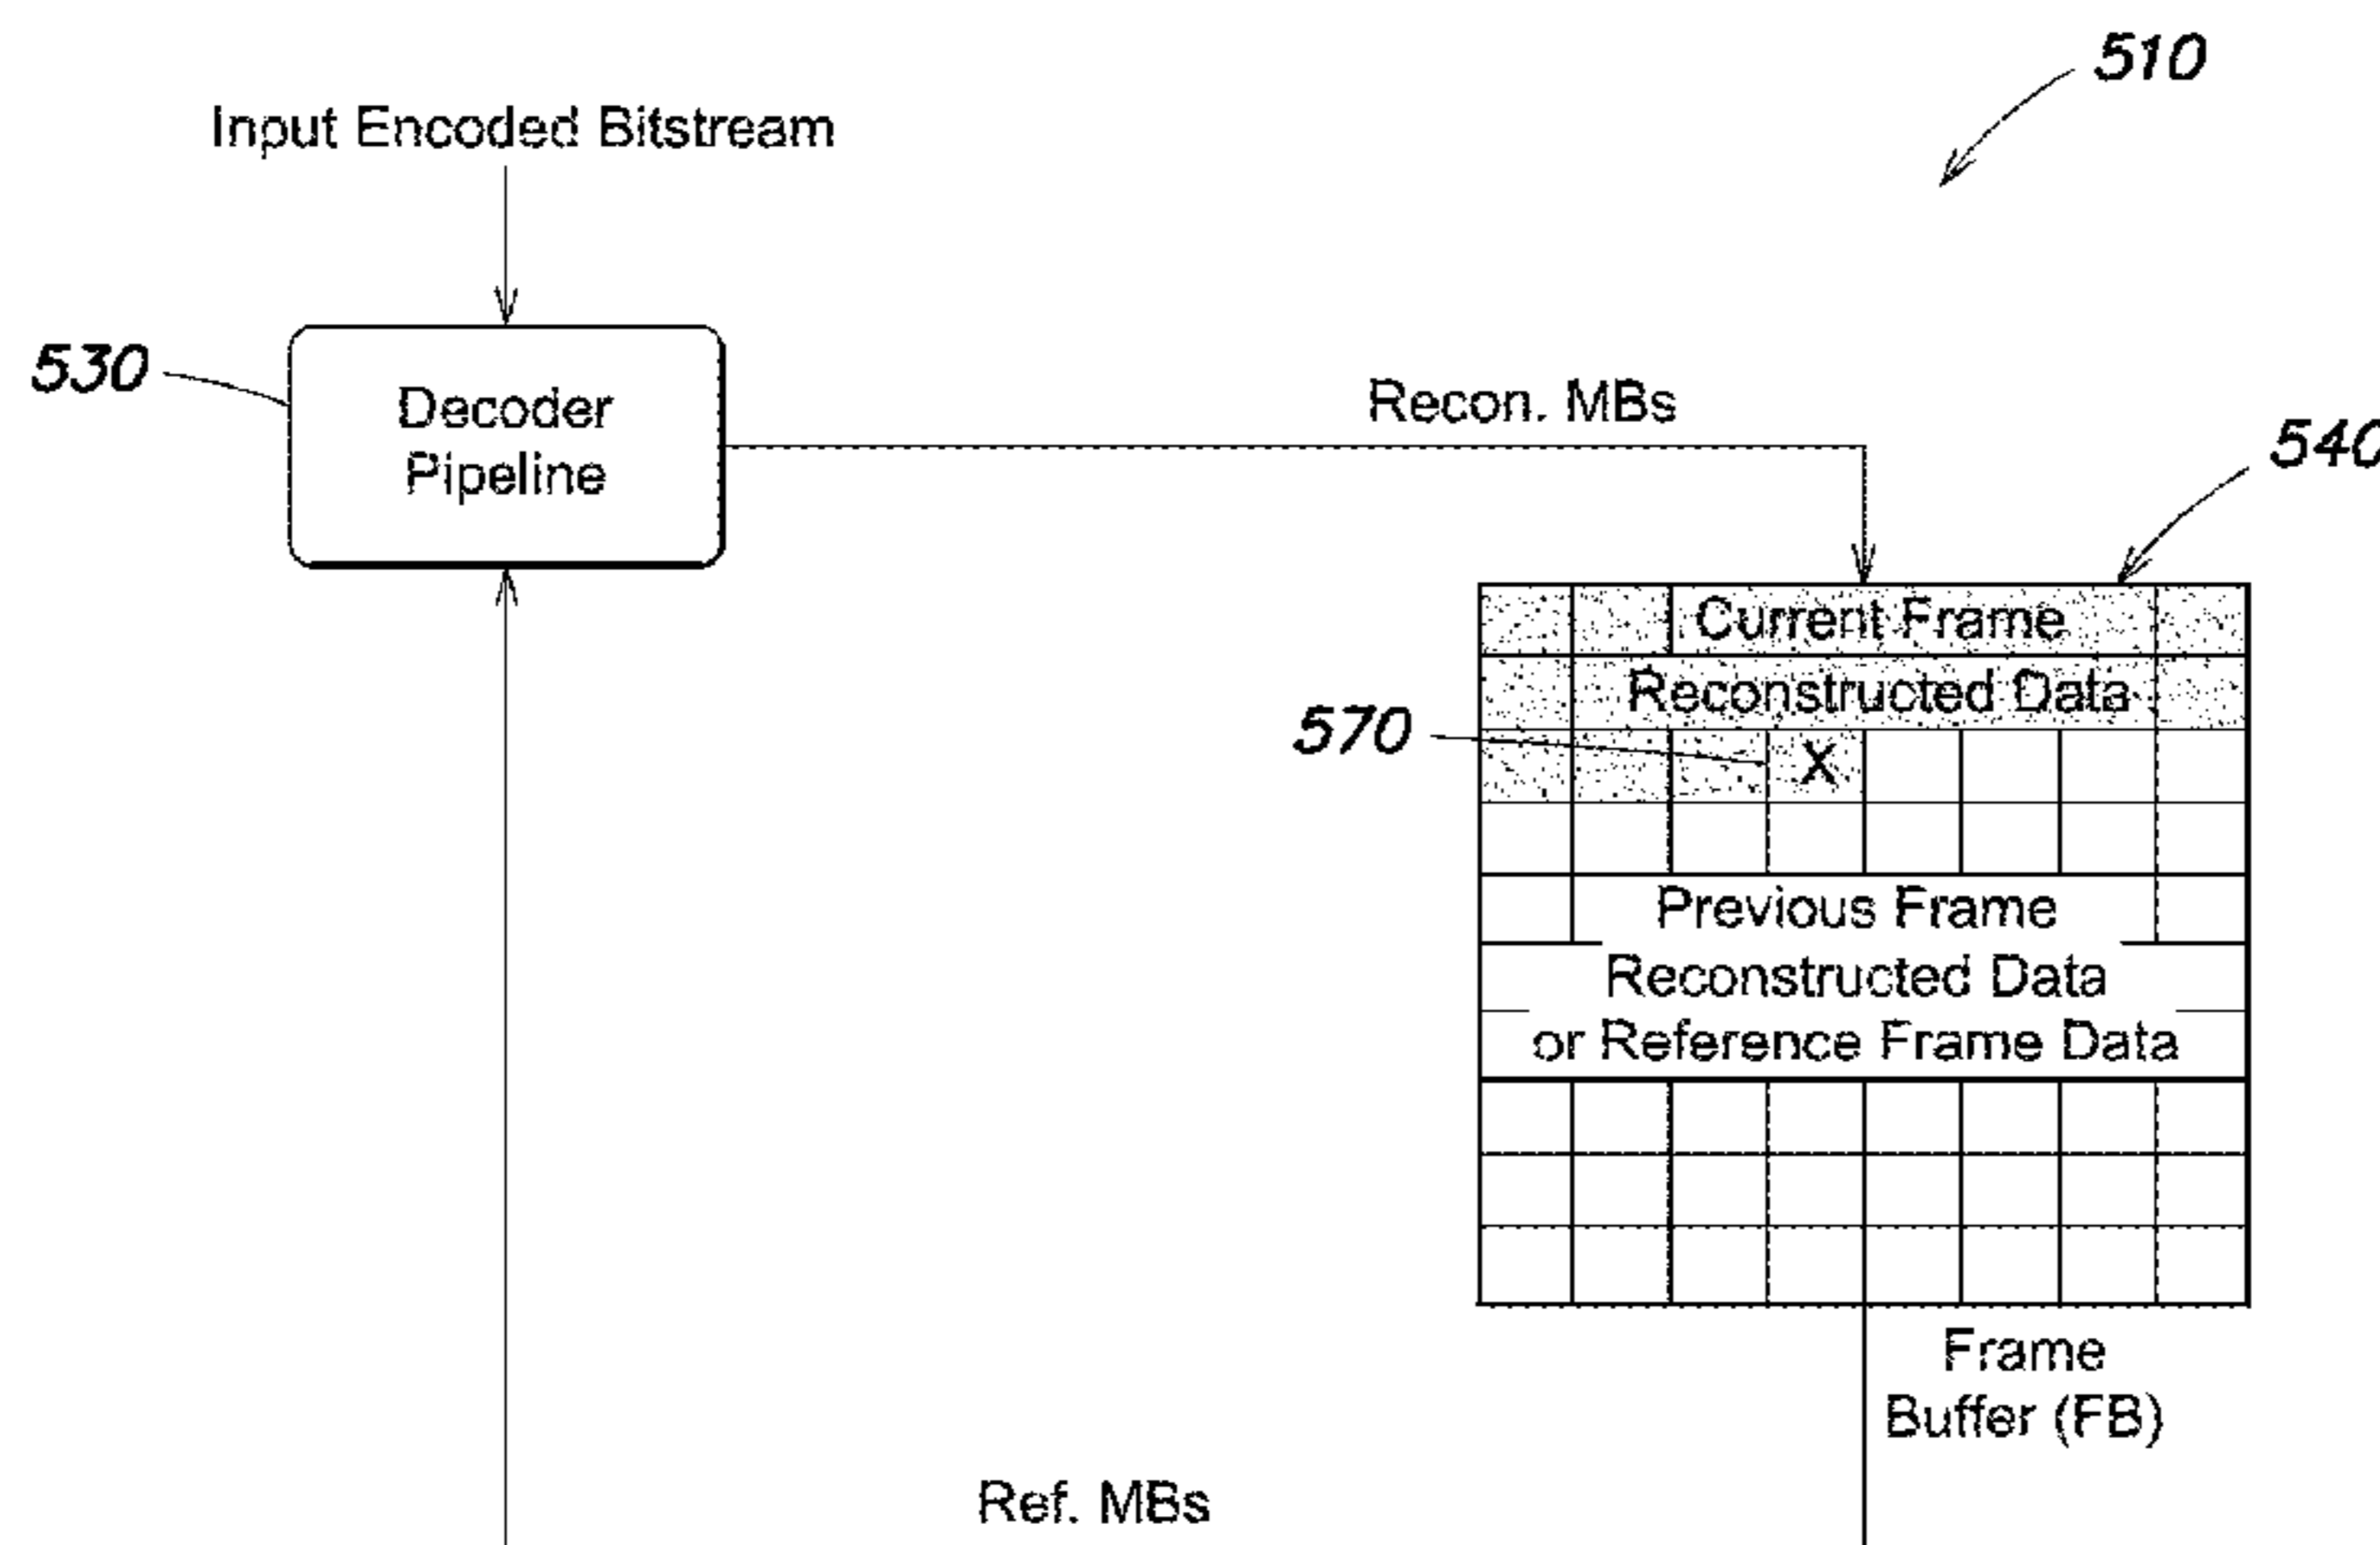 510
Input Encoded Bitstream
530
Decoder
Pipeline
Recon. MBs
540
Current Frame
Reconstructed Data
570
X
Previous Frame
Reconstructed Data
or Reference Frame Data
Frame
Buffer (FB)
Ref. MBs